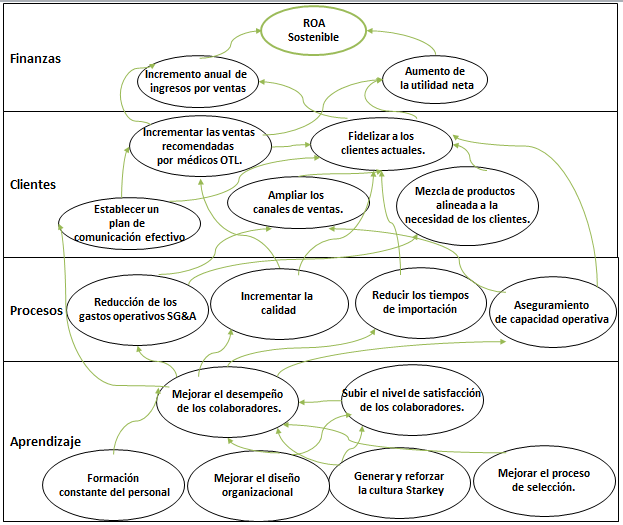 ROA
Sostenible
Finanzas
Incremento anual de
ingresos por ventas
Aumento de
la utilidad neta
Incrementar las ventas
recomendadas
por médicos OTL.
Fidelizar a los
clientes actuales.
Clientes
Establecer un
plan de
comunicación efectivo
Ampliar los
canales de ventas.
Mezcla de productos
alineada a la
necesidad de los clientes.
Procesos
Reducción de los
gastos operativos SG&A
Incrementar la
calidad
Reducir los tiempos
de importación
Aseguramiento
de capacidad operativa
Mejorar el desempeño
de los colaboradores.
Subir el nivel de satisfacción
de los colaboradores.
Aprendizaje
Formación
constante del personal
Mejorar el diseño
organizacional
Generar y reforzar
la cultura Starkey
Mejorar el proceso
de selección.